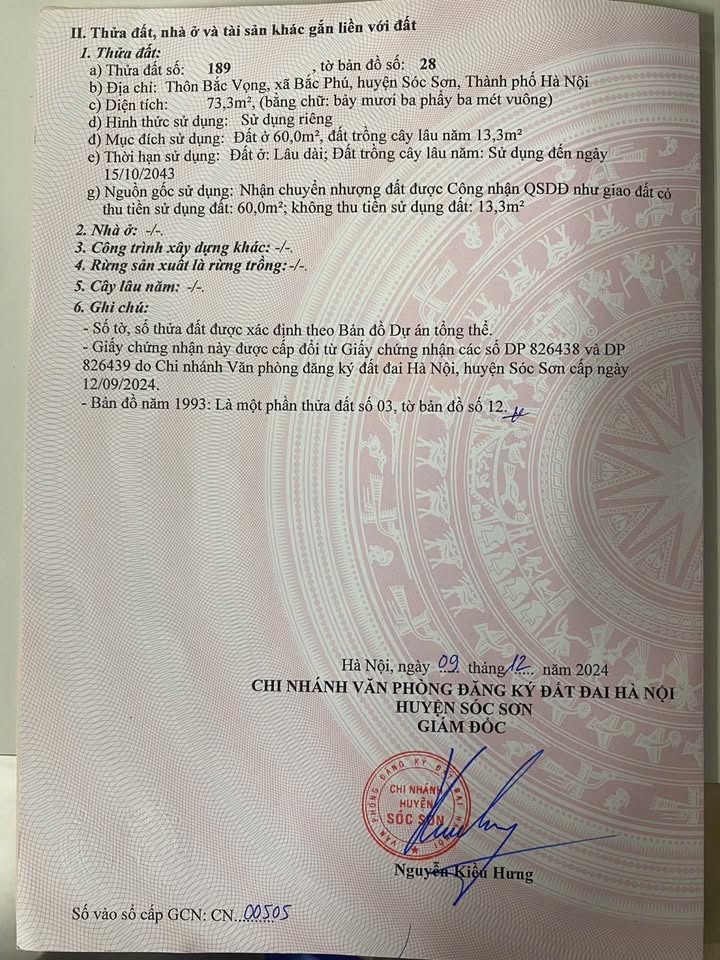 II. Thửa đất, nhà ở và tài sản khác gắn liền với đất
1. Thửa đất:
a) Thửa đất số: 189 , tờ bản đồ số: 28
b) Địa chỉ: Thôn Bắc Vọng, xã Bắc Phú, huyện Sóc Sơn, Thành phố Hà Nội
c) Diện tích: 73,3m², (bằng chữ: bảy mươi ba phẩy ba mét vuông)
d) Hình thức sử dụng: Sử dụng riêng
đ) Mục đích sử dụng: Đất ở 60,0m², đất trồng cây lâu năm 13,3m²
e) Thời hạn sử dụng: Đất ở: Lâu dài; Đất trồng cây lâu năm: Sử dụng đến ngày
15/10/2043
g) Nguồn gốc sử dụng: Nhận chuyển nhượng đất được Công nhận QSDĐ như giao đất có
thu tiền sử dụng đất: 60,0m²; không thu tiền sử dụng đất: 13,3m²
2. Nhà ở: -/-.
3. Công trình xây dựng khác: -/-.
4. Rừng sản xuất là rừng trồng: -/-.
5. Cây lâu năm: -/-.
6. Ghi chú:
- Số tờ, số thửa đất được xác định theo Bản đồ Dự án tổng thể.
- Giấy chứng nhận này được cấp đổi từ Giấy chứng nhận các số DP 826438 và DP
826439 do Chi nhánh Văn phòng đăng ký đất đai Hà Nội, huyện Sóc Sơn cấp ngày
12/09/2024.
- Bản đồ năm 1993: Là một phần thửa đất số 03, tờ bản đồ số 12.
Hà Nội, ngày 09 tháng 12 năm 2024
CHI NHÁNH VĂN PHÒNG ĐĂNG KÝ ĐẤT ĐAI HÀ NỘI
HUYỆN SÓC SƠN
GIÁM ĐỐC
VĂN PHÒNG ĐĂNG KÝ ĐẤT ĐAI HÀ NỘI
CHI NHÁNH
HUYỆN
SÓC SƠN
Nguyễn Kiều Hưng
Số vào sổ cấp GCN: CN 00505